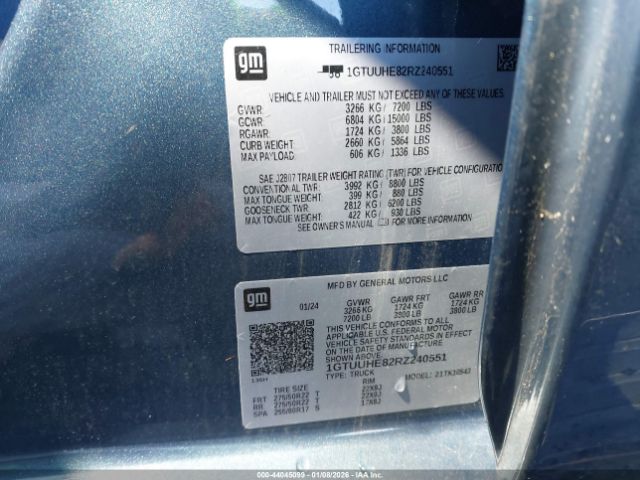 gm
TRAILERING INFORMATION
1GTUUHE82RZ240551
VEHICLE AND TRAILER MUST NOT EXCEED ANY OF THESE VALUES.
GVWR: 3266 KG / 7200 LBS
GCWR: 6804 KG / 15000 LBS
RGAWR: 1724 KG / 3800 LBS
CURB WEIGHT: 2660 KG / 5864 LBS
MAX PAYLOAD: 606 KG / 1336 LBS
SAE J2807 TRAILER WEIGHT RATING (TWR) FOR VEHICLE CONFIGURATION
CONVENTIONAL TWR: 3992 KG / 8800 LBS
MAX TONGUE WEIGHT: 399 KG / 880 LBS
GOOSENECK TWR: 2812 KG / 6200 LBS
MAX TONGUE WEIGHT: 422 KG / 930 LBS
SEE OWNER'S MANUAL FOR MORE INFORMATION
gm
MFD BY GENERAL MOTORS LLC
01/24 GVWR GAWR FRT GAWR RR
3266 KG 1724 KG 1724 KG
7200 LB 3800 LB 3800 LB
THIS VEHICLE CONFORMS TO ALL
APPLICABLE U.S. FEDERAL MOTOR
VEHICLE SAFETY STANDARDS IN EFFECT
ON THE DATE OF MANUFACTURE
SHOWN ABOVE.
1GTUUHE82RZ240551
TYPE: TRUCK MODEL: 21TK10543
TIRE SIZE RIM
FRT 275/50R22 T 22X9J
RR 275/50R22 T 22X9J
SPA 255/80R17 S 17X8J
000-44045099 | 01/08/2026 - IAAI.COM